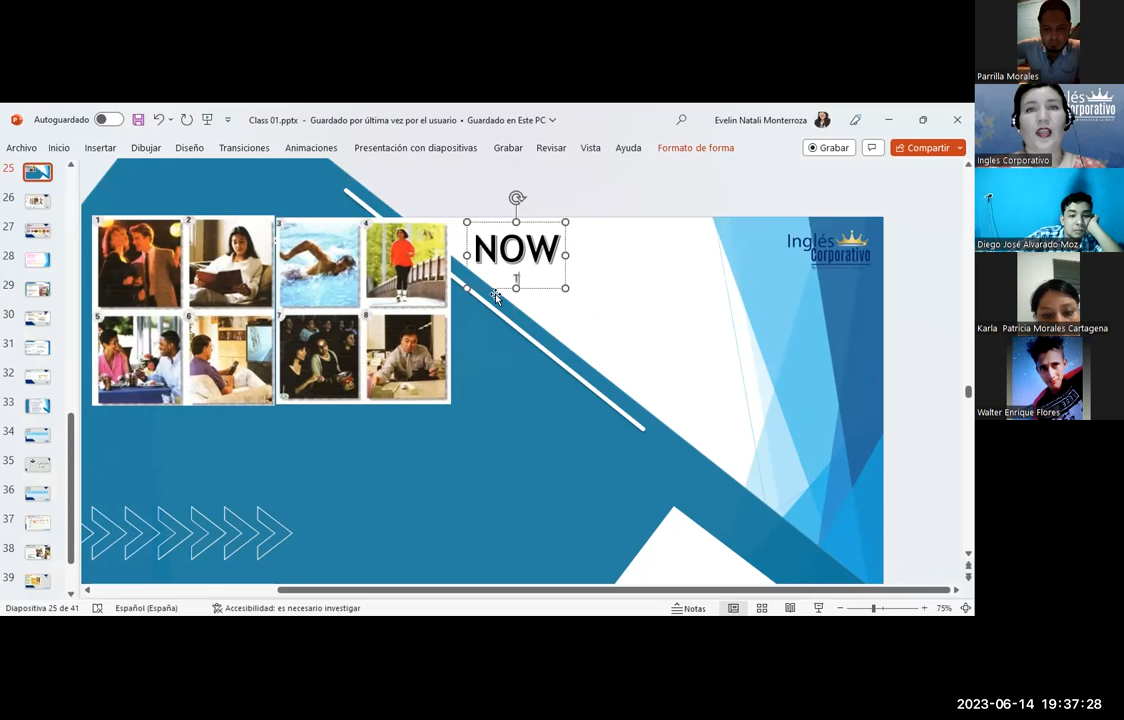 Parrilla Morales
lés
Corporativo
Ingles Corporativo
Diego José Alvarado Moz
Karla Patricia Morales Cartagena
Walter Enrique Flores
Autoguardado
Class 01.pptx - Guardado por última vez por el usuario • Guardado en Este PC
Evelin Natali Monterroza
Archivo Inicio Insertar Dibujar Diseño Transiciones Animaciones Presentación con diapositivas Grabar Revisar Vista Ayuda Formato de forma
Grabar
Compartir
25
26
27
28
29
30
31
32
33
34
35
36
37
38
39
1
2
3
4
5
6
7
8
NOW
T
Inglés
Corporativo
Diapositiva 25 de 41
Español (España)
Accesibilidad: es necesario investigar
Notas
75%
2023-06-14 19:37:28